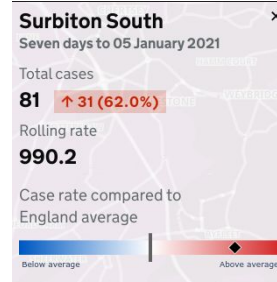 Surbiton South
Seven days to 05 January 2021
Total cases
81 ↑ 31 (62.0%)
Rolling rate
990.2
Case rate compared to
England average
Below average Above average